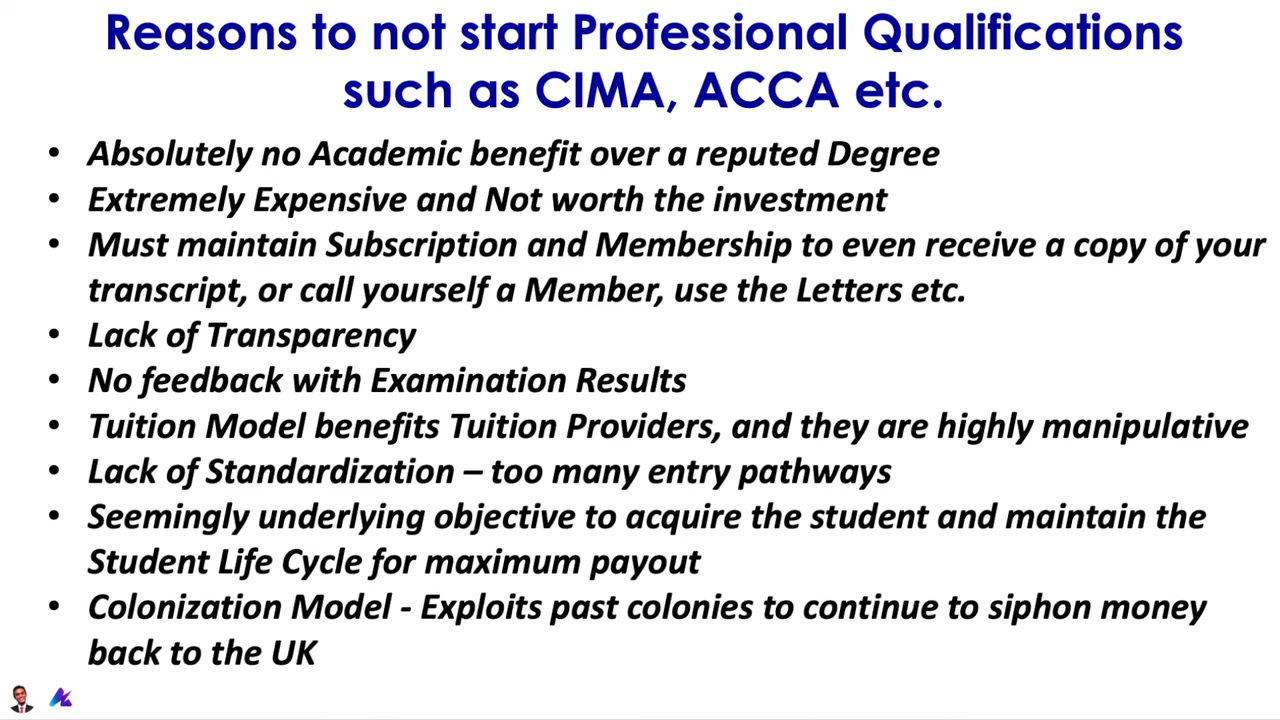 Reasons to not start Professional Qualifications
such as CIMA, ACCA etc.
• Absolutely no Academic benefit over a reputed Degree
• Extremely Expensive and Not worth the investment
• Must maintain Subscription and Membership to even receive a copy of your
transcript, or call yourself a Member, use the Letters etc.
• Lack of Transparency
• No feedback with Examination Results
• Tuition Model benefits Tuition Providers, and they are highly manipulative
• Lack of Standardization – too many entry pathways
• Seemingly underlying objective to acquire the student and maintain the
Student Life Cycle for maximum payout
• Colonization Model - Exploits past colonies to continue to siphon money
back to the UK